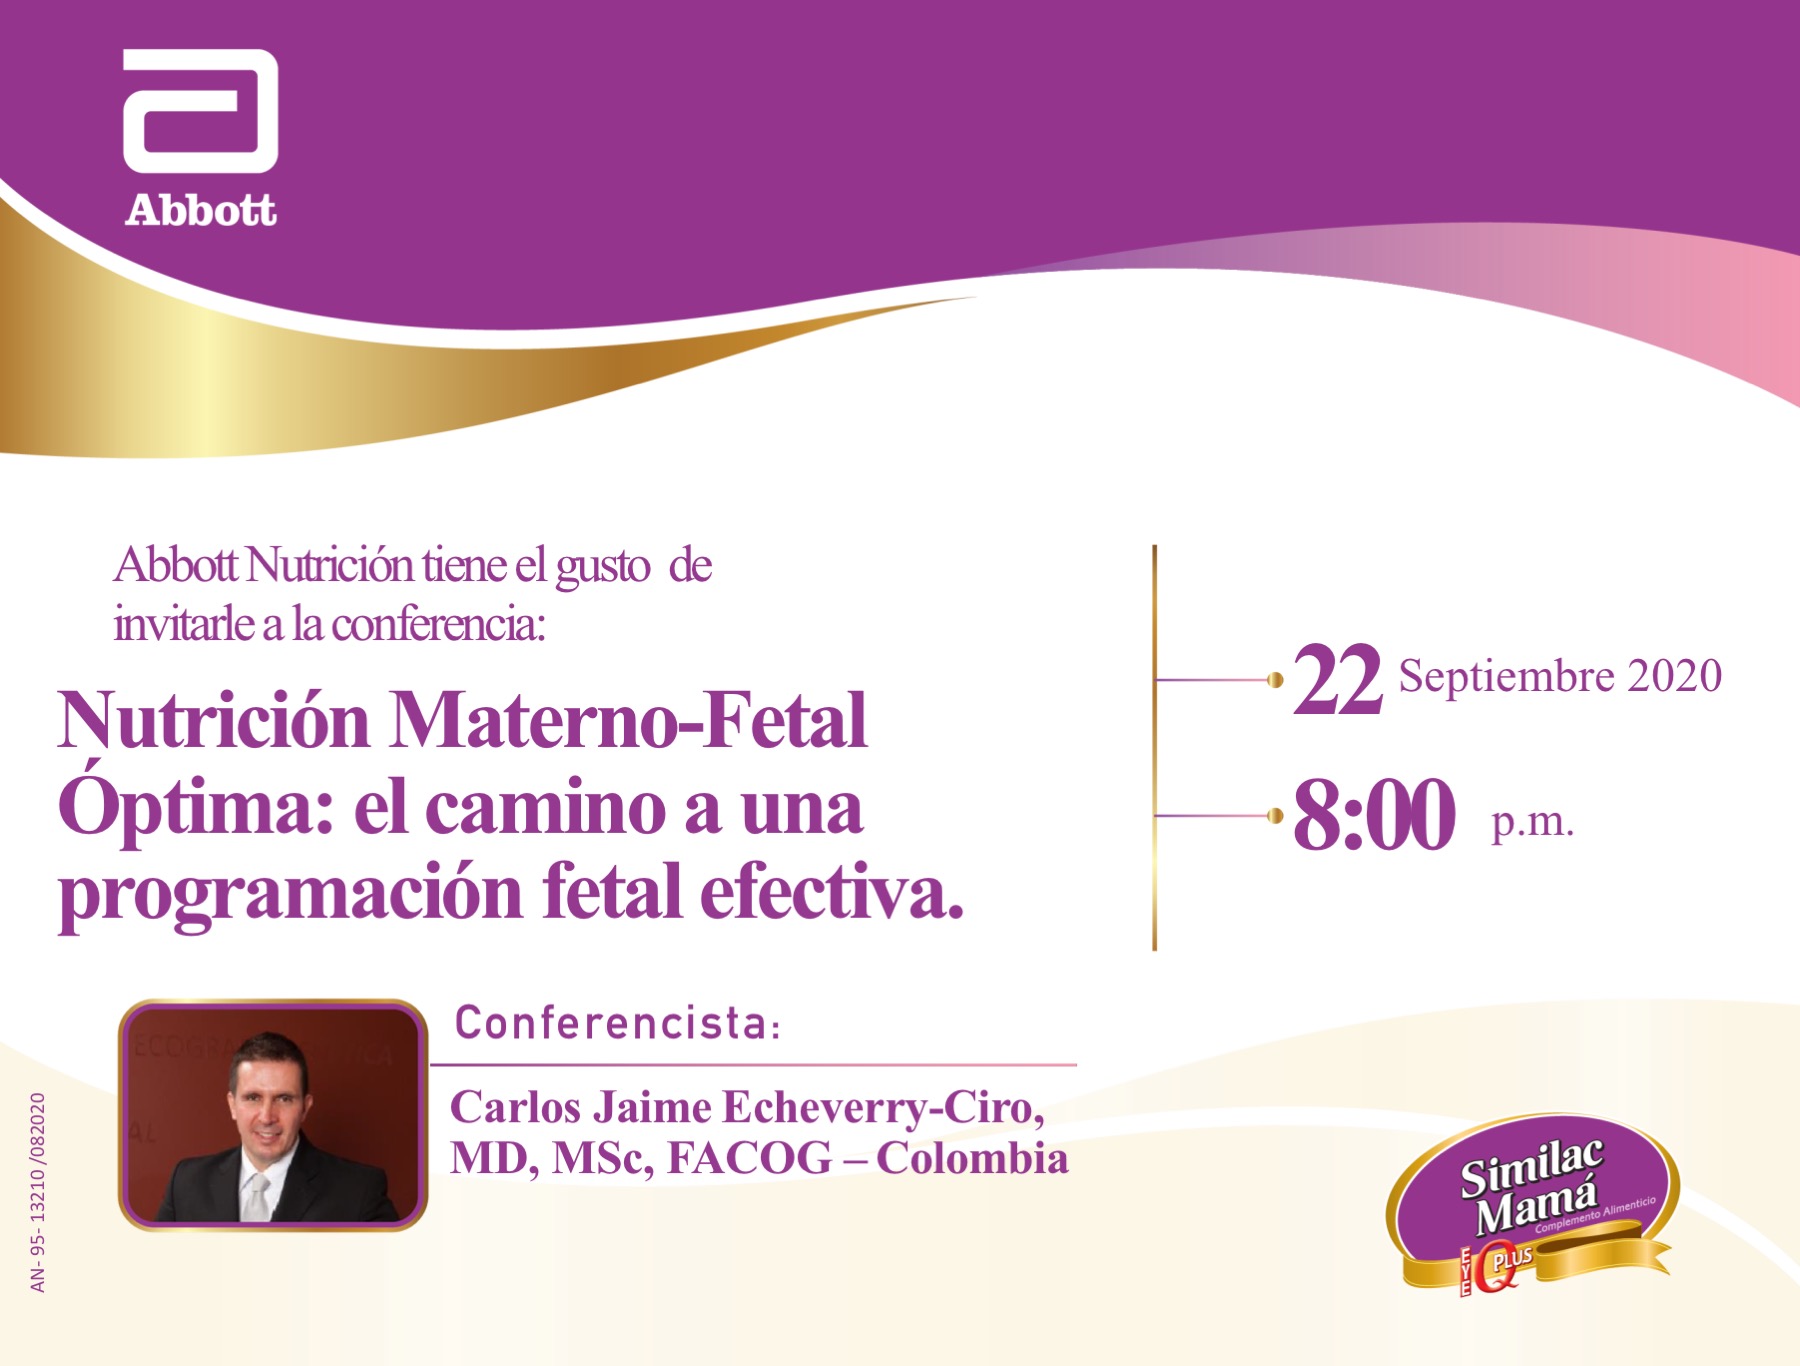 Abbott
Abbott Nutrición tiene el gusto de
invitarle a la conferencia:
Nutrición Materno-Fetal
Óptima: el camino a una
programación fetal efectiva.
22 Septiembre 2020
8:00 p.m.
Conferencista:
Carlos Jaime Echeverry-Ciro,
MD, MSc, FACOG – Colombia
AN- 95- 13210 /082020
Similac
Mamá
Complemento Alimenticio
EYE IQ PLUS